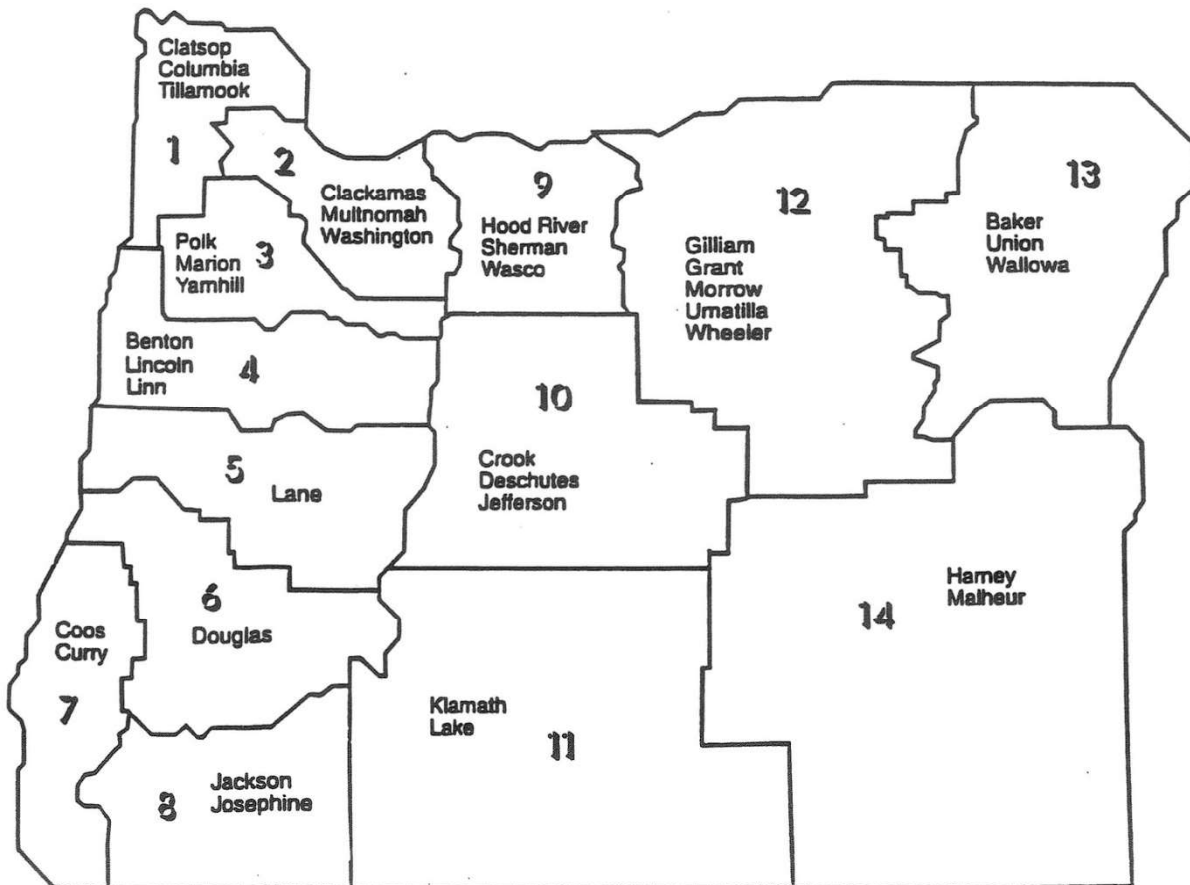 Clatsop
Columbia
Tillamook
1
2
Clackamas
Multnomah
Washington
3
Polk
Marion
Yamhill
Benton
Lincoln
Linn
4
5
Lane
6
Douglas
Coos
Curry
7
8
Jackson
Josephine
9
Hood River
Sherman
Wasco
10
Crook
Deschutes
Jefferson
Klamath
Lake
11
12
Gilliam
Grant
Morrow
Umatilla
Wheeler
13
Baker
Union
Wallowa
Harney
Malheur
14